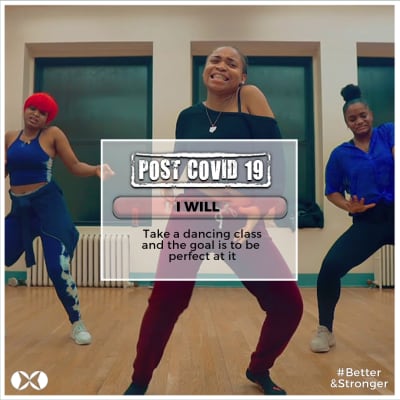 POST COVID 19
I WILL
Take a dancing class
and the goal is to be
perfect at it
#Better
&Stronger